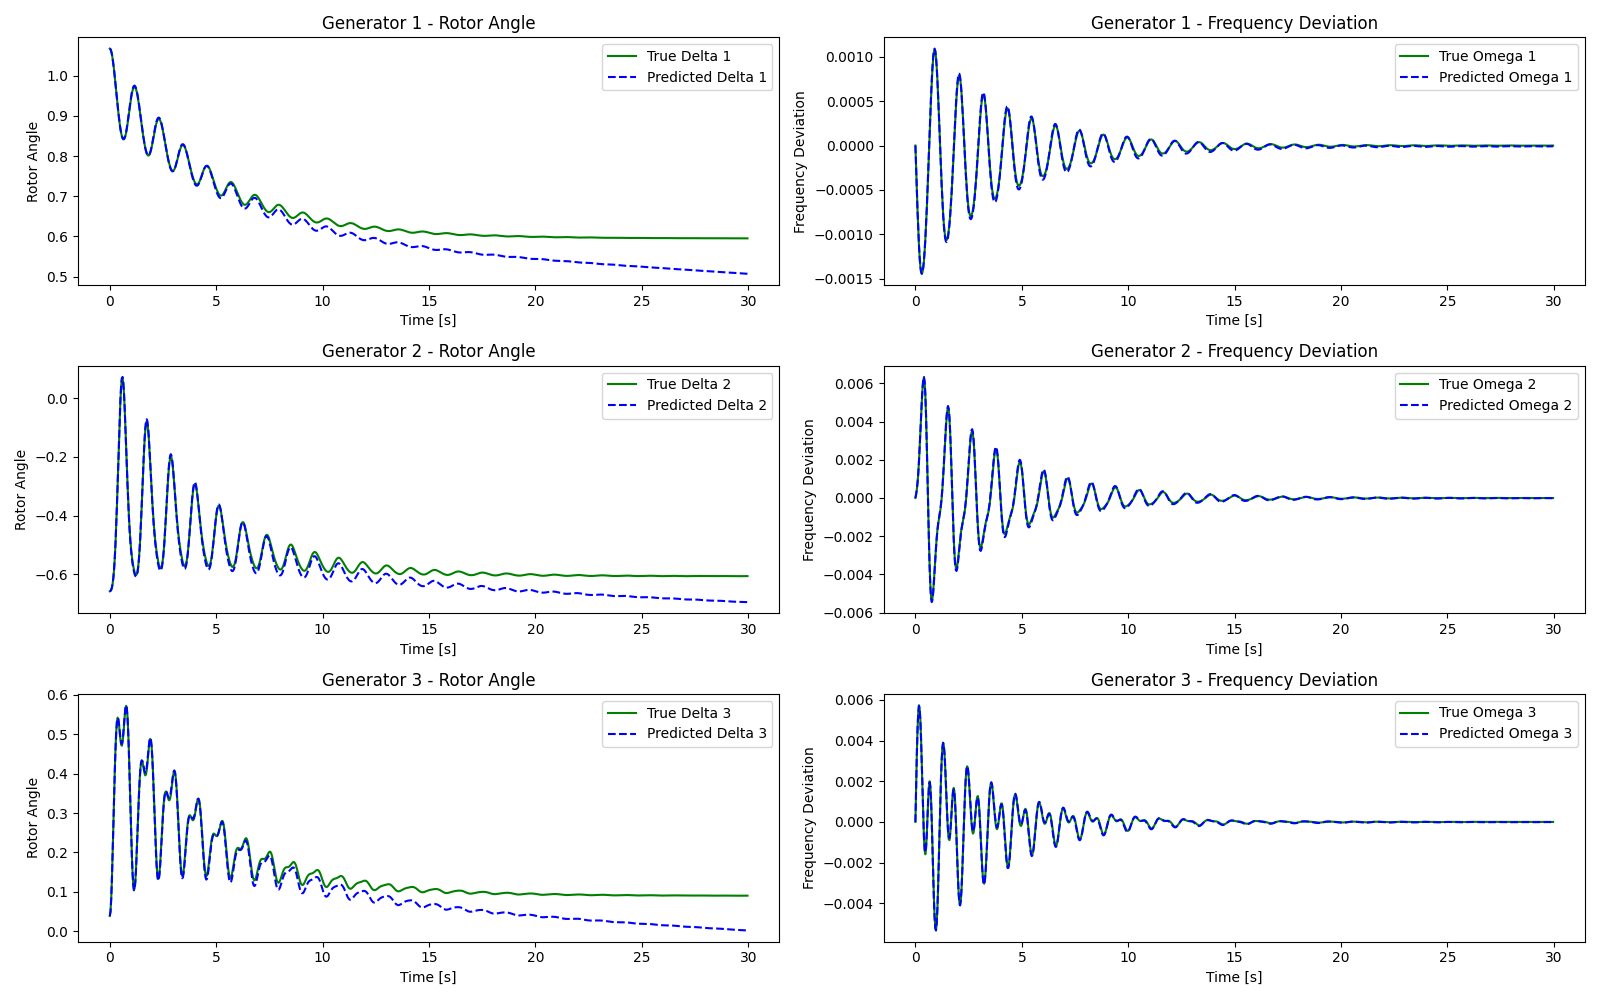 Generator 1 - Rotor Angle
True Delta 1
Predicted Delta 1
1.0
0.9
0.8
0.7
0.6
0.5
Rotor Angle
0 5 10 15 20 25 30
Time [s]
Generator 1 - Frequency Deviation
True Omega 1
Predicted Omega 1
0.0010
0.0005
0.0000
−0.0005
−0.0010
−0.0015
Frequency Deviation
0 5 10 15 20 25 30
Time [s]
Generator 2 - Rotor Angle
True Delta 2
Predicted Delta 2
0.0
−0.2
−0.4
−0.6
Rotor Angle
0 5 10 15 20 25 30
Time [s]
Generator 2 - Frequency Deviation
True Omega 2
Predicted Omega 2
0.006
0.004
0.002
0.000
−0.002
−0.004
−0.006
Frequency Deviation
0 5 10 15 20 25 30
Time [s]
Generator 3 - Rotor Angle
True Delta 3
Predicted Delta 3
0.6
0.5
0.4
0.3
0.2
0.1
0.0
Rotor Angle
0 5 10 15 20 25 30
Time [s]
Generator 3 - Frequency Deviation
True Omega 3
Predicted Omega 3
0.006
0.004
0.002
0.000
−0.002
−0.004
Frequency Deviation
0 5 10 15 20 25 30
Time [s]